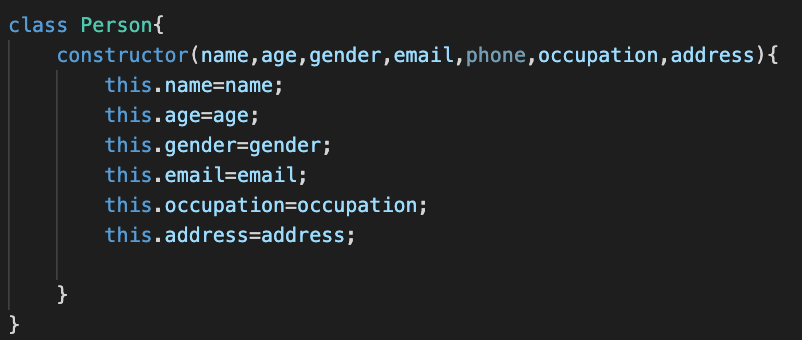 class Person{
    constructor(name,age,gender,email,phone,occupation,address){
        this.name=name;
        this.age=age;
        this.gender=gender;
        this.email=email;
        this.occupation=occupation;
        this.address=address;
    }
}